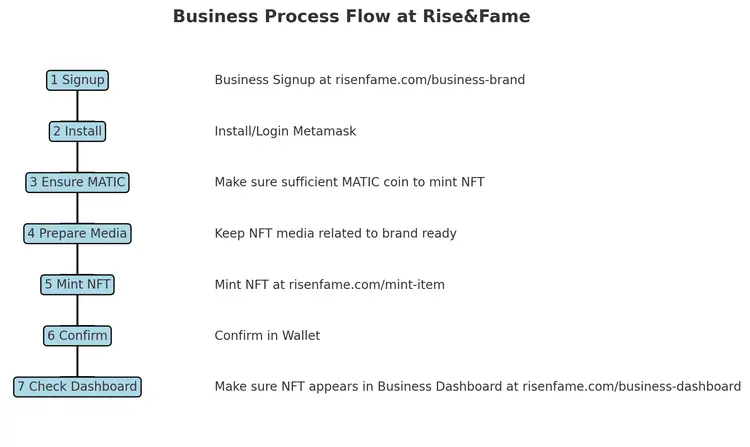 Business Process Flow at Rise&Fame
1 Signup
Business Signup at risenfame.com/business-brand
2 Install
Install/Login Metamask
3 Ensure MATIC
Make sure sufficient MATIC coin to mint NFT
4 Prepare Media
Keep NFT media related to brand ready
5 Mint NFT
Mint NFT at risenfame.com/mint-item
6 Confirm
Confirm in Wallet
7 Check Dashboard
Make sure NFT appears in Business Dashboard at risenfame.com/business-dashboard